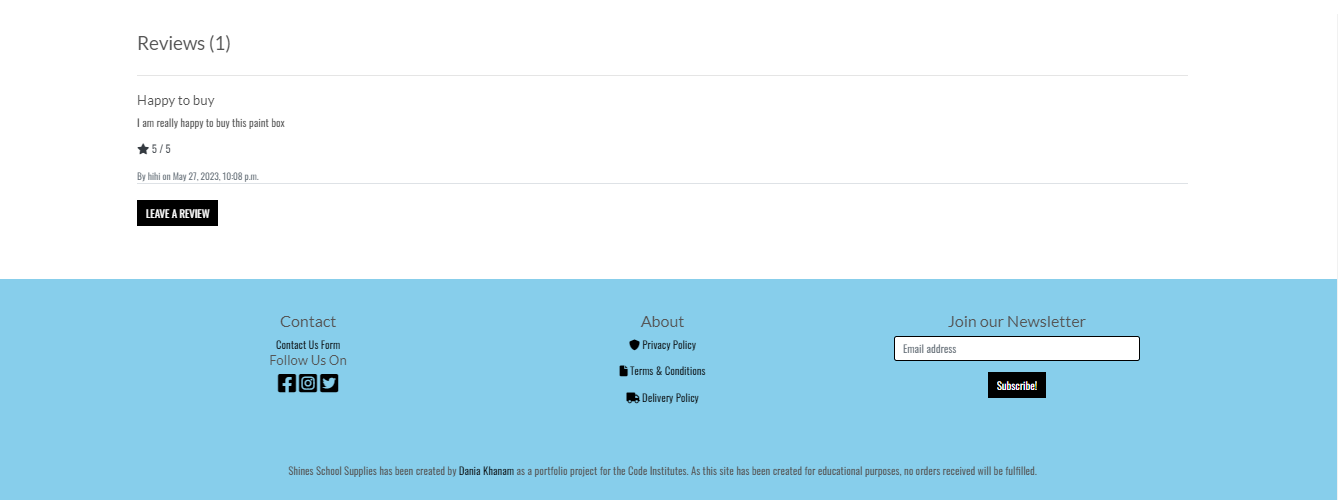 Reviews (1)
Happy to buy
I am really happy to buy this paint box
5 / 5
By hihi on May 27, 2023, 10:08 p.m.
LEAVE A REVIEW
Contact
Contact Us Form
Follow Us On
About
Privacy Policy
Terms & Conditions
Delivery Policy
Join our Newsletter
Email address
Subscribe!
Shines School Supplies has been created by Dania Khanam as a portfolio project for the Code Institutes. As this site has been created for educational purposes, no orders received will be fulfilled.